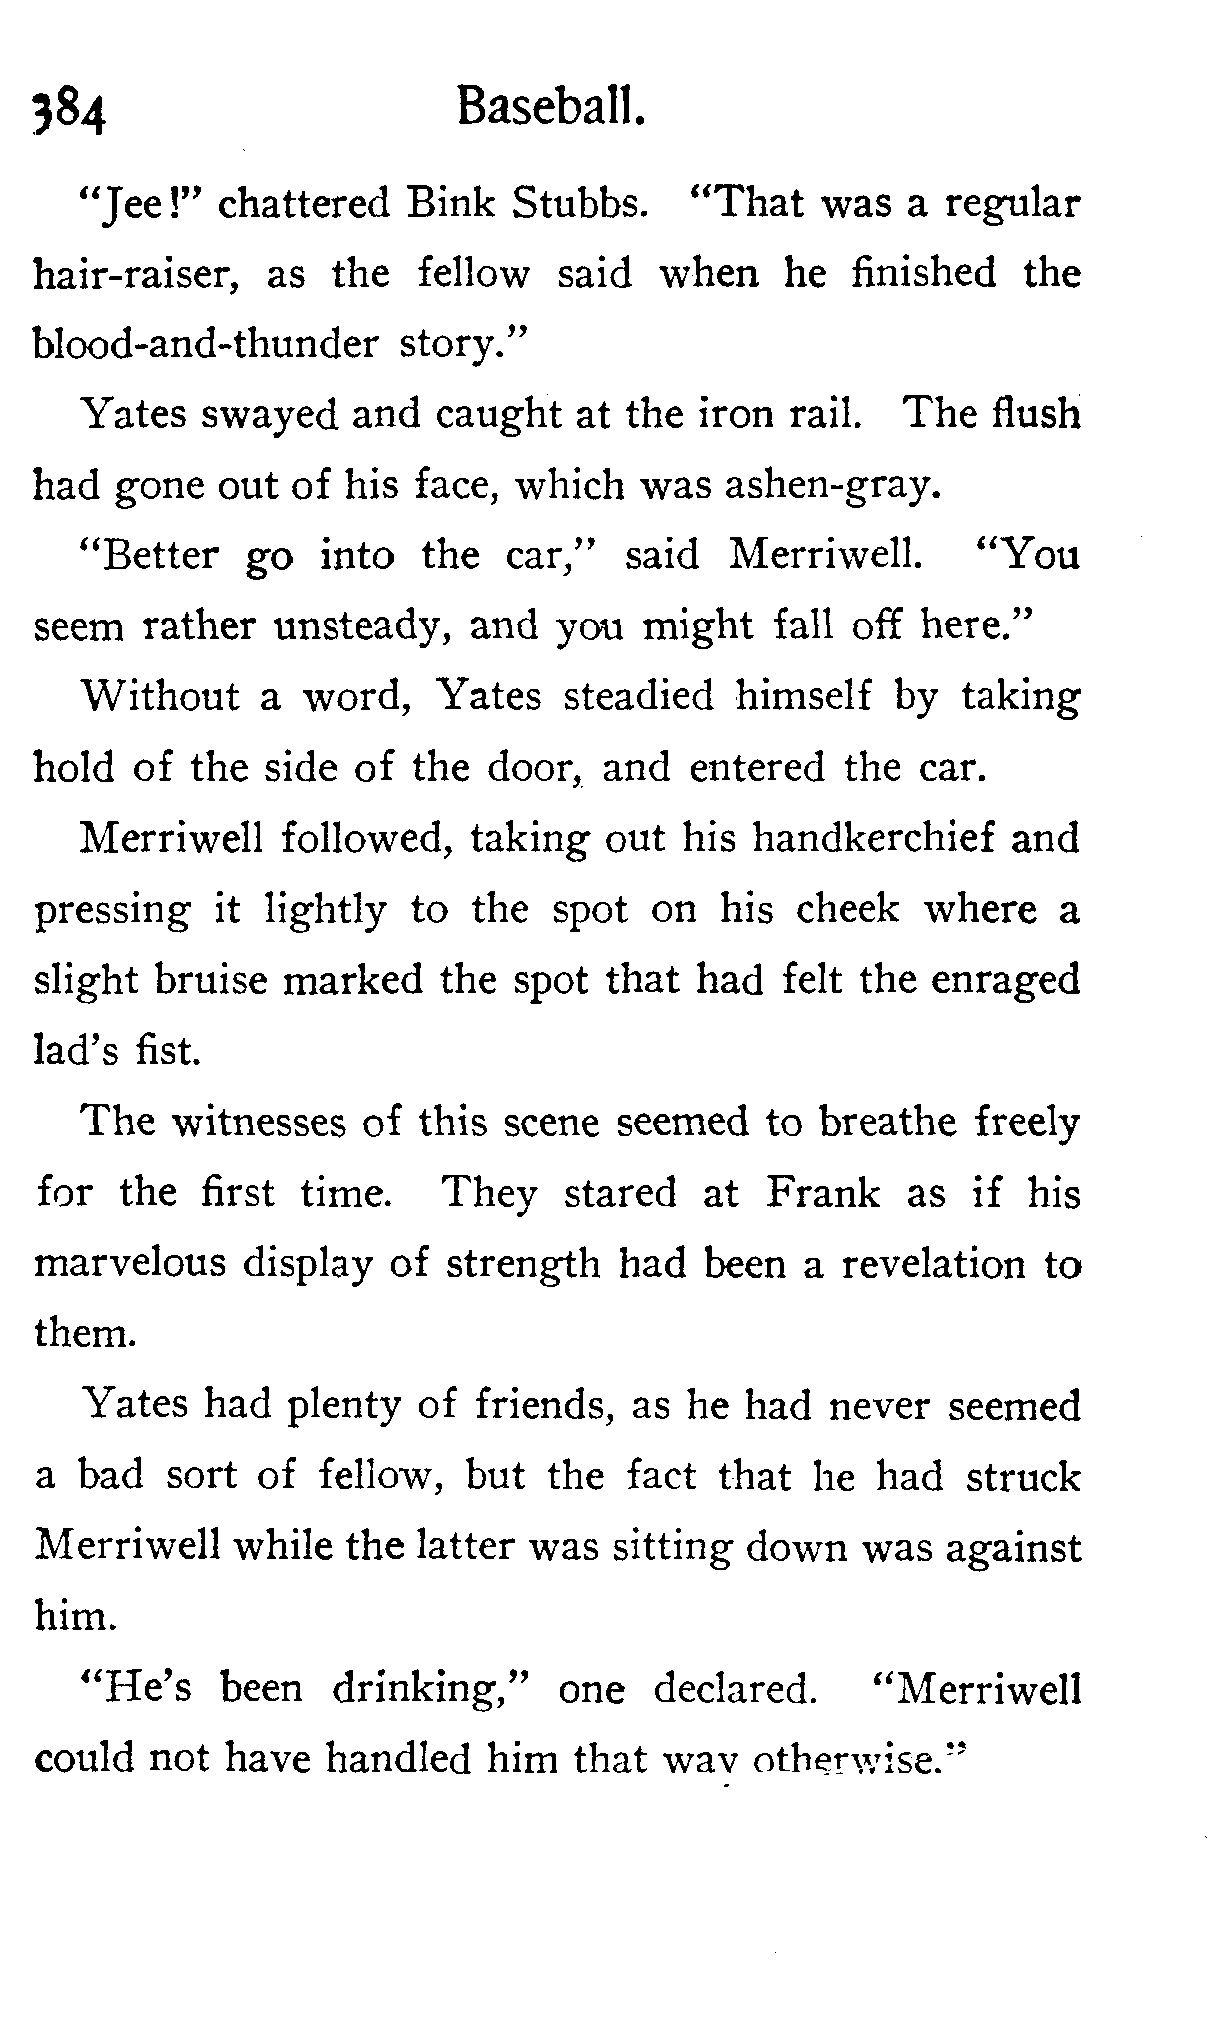 384 Baseball.
“Jee!” chattered Bink Stubbs. “That was a regular
hair-raiser, as the fellow said when he finished the
blood-and-thunder story.”
Yates swayed and caught at the iron rail. The flush
had gone out of his face, which was ashen-gray.
“Better go into the car,” said Merriwell. “You
seem rather unsteady, and you might fall off here.”
Without a word, Yates steadied himself by taking
hold of the side of the door, and entered the car.
Merriwell followed, taking out his handkerchief and
pressing it lightly to the spot on his cheek where a
slight bruise marked the spot that had felt the enraged
lad’s fist.
The witnesses of this scene seemed to breathe freely
for the first time. They stared at Frank as if his
marvelous display of strength had been a revelation to
them.
Yates had plenty of friends, as he had never seemed
a bad sort of fellow, but the fact that he had struck
Merriwell while the latter was sitting down was against
him.
“He’s been drinking,” one declared. “Merriwell
could not have handled him that way otherwise.”